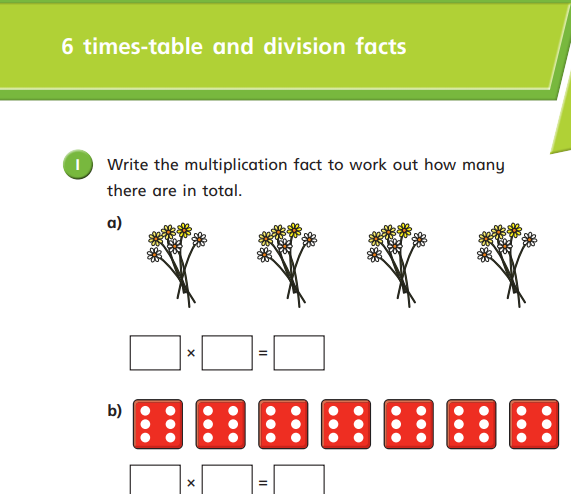 6 times-table and division facts
1 Write the multiplication fact to work out how many
there are in total.
a)
× =
b)
× =